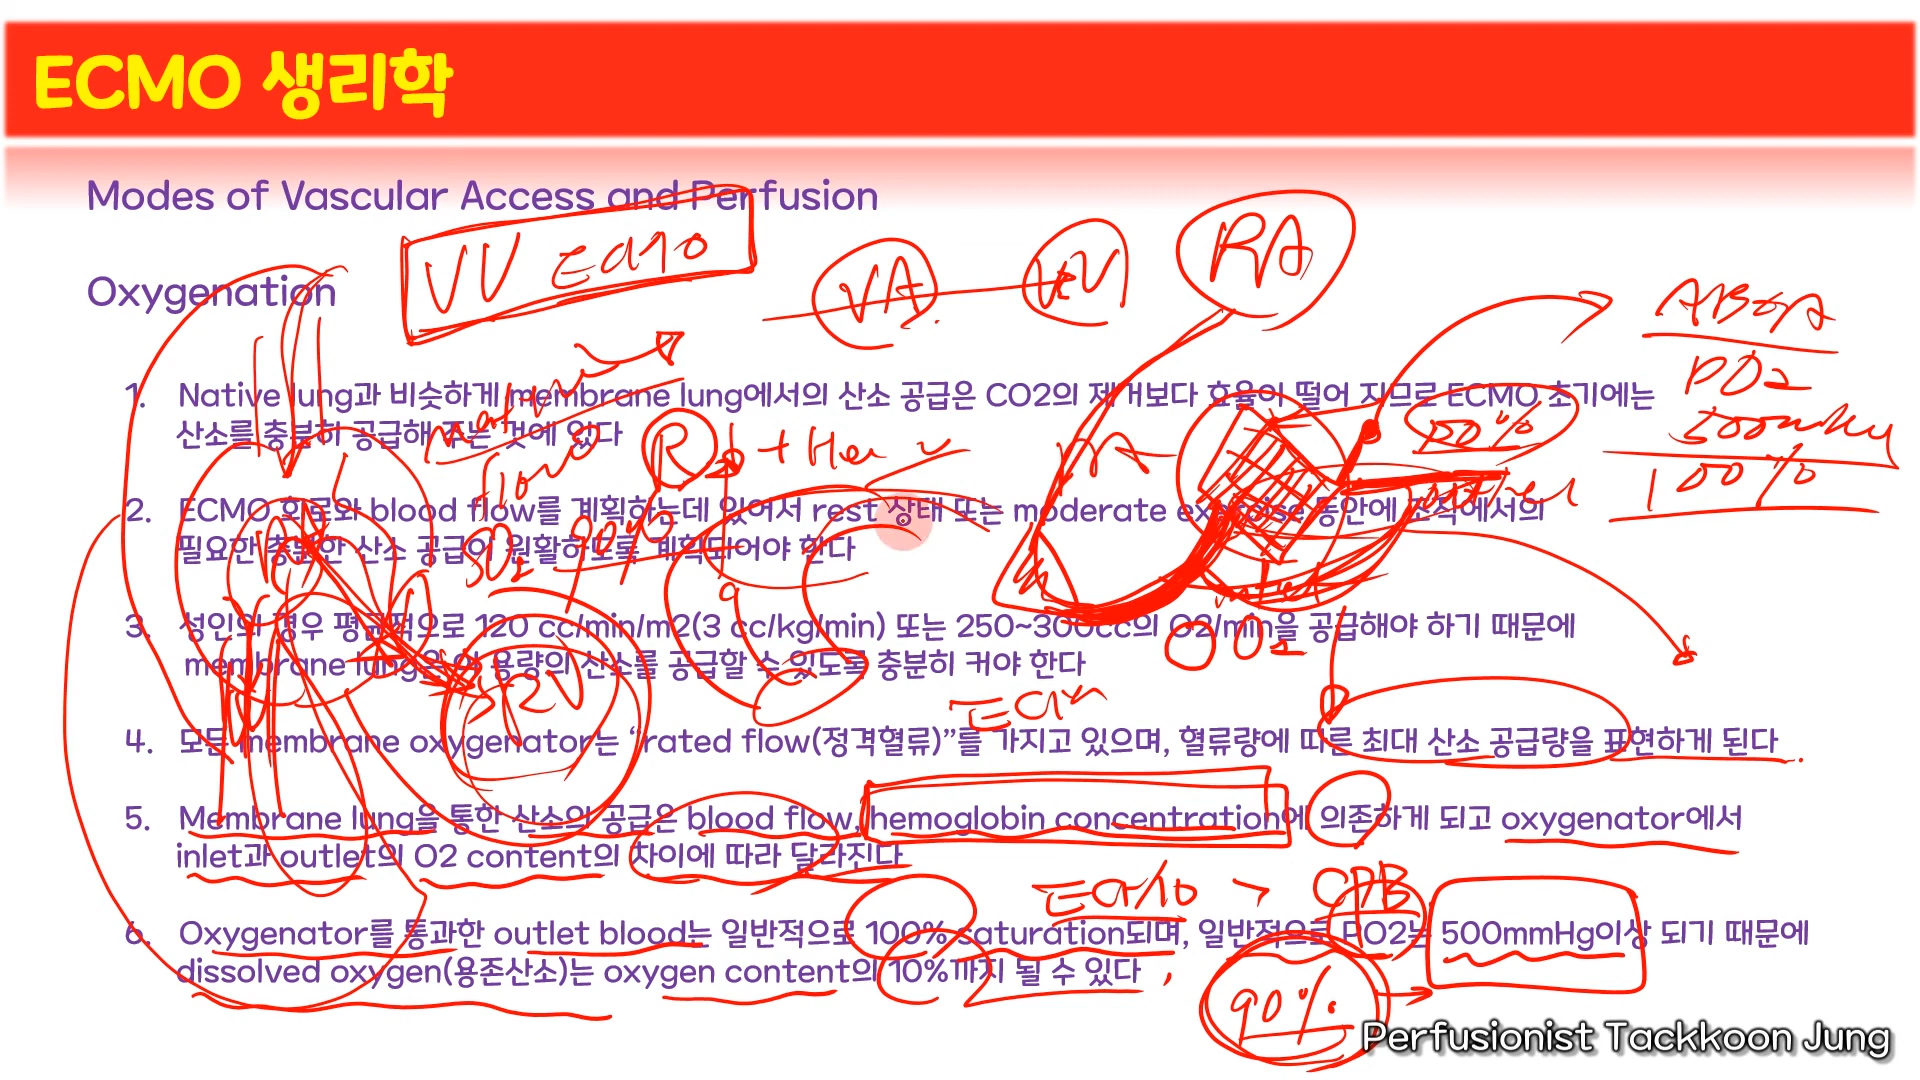 ECMO 생리학
Modes of Vascular Access and Perfusion
VV ECMO
VA
RA
Oxygenation
ABGA
PO2
500mmHg
100%
1. Native lung과 비슷하게 membrane lung에서의 산소 공급은 CO2의 제거보다 효율이 떨어 지므로 ECMO 초기에는
산소를 충분히 공급해 주는 것에 있다
100%
R
2. ECMO 회로와 blood flow를 계획하는데 있어서 rest 상태 또는 moderate exercise 동안에 조직에서의
필요한 충분한 산소 공급이 원활하도록 계획되어야 한다
SO2 90%
inlet
3. 성인의 경우 평균적으로 120 cc/min/m2(3 cc/kg/min) 또는 250~300cc의 O2/min을 공급해야 하기 때문에
membrane lung은 이 용량의 산소를 공급할 수 있도록 충분히 커야 한다
4. 모든 membrane oxygenator는 “rated flow(정격혈류)”를 가지고 있으며, 혈류량에 따른 최대 산소 공급량을 표현하게 된다
5. Membrane lung을 통한 산소의 공급은 blood flow, hemoglobin concentration에 의존하게 되고 oxygenator에서
inlet과 outlet의 O2 content의 차이에 따라 달라진다
ECMO > CPB
6. Oxygenator를 통과한 outlet blood는 일반적으로 100% saturation되며, 일반적으로 PO2는 500mmHg이상 되기 때문에
dissolved oxygen(용존산소)는 oxygen content의 10%까지 될 수 있다
90%
Perfusionist Tackkoon Jung